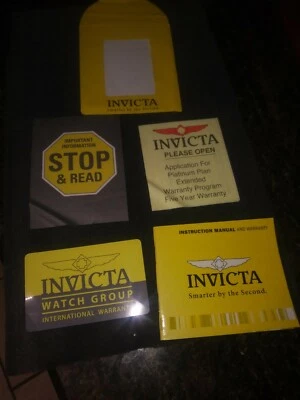 INVICTA
IMPORTANT
INFORMATION
STOP
& READ
INVICTA
PLEASE OPEN
Application For
Platinum Plan
Extended
Warranty Program
Five Year Warranty
INVICTA
WATCH GROUP
INTERNATIONAL WARRANTY
INSTRUCTION MANUAL AND WARRANTY
INVICTA
Smarter by the Second.